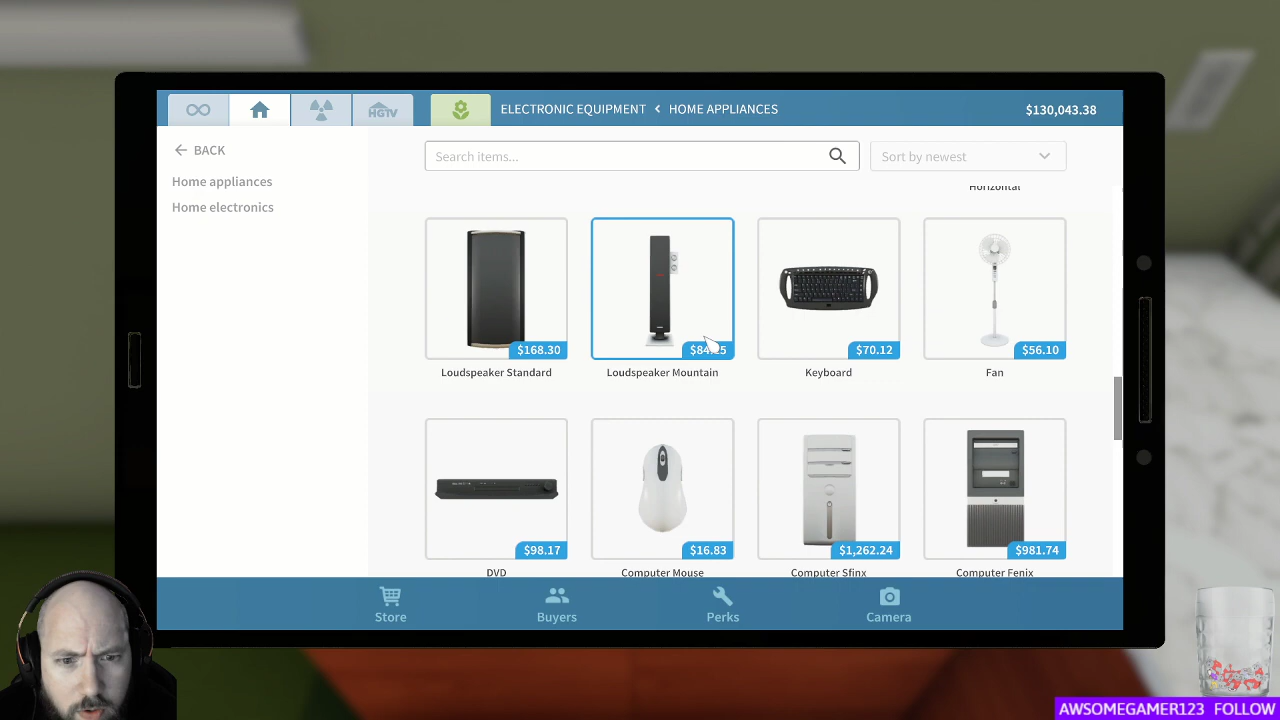 HGTV
ELECTRONIC EQUIPMENT < HOME APPLIANCES
$130,043.38
BACK
Home appliances
Home electronics
Search items...
Sort by newest
Horizontal
$168.30
Loudspeaker Standard
Loudspeaker Mountain
$70.12
Keyboard
$56.10
Fan
$98.17
DVD
$16.83
Computer Mouse
$1,262.24
Computer Sfinx
$981.74
Computer Fenix
Store
Buyers
Perks
Camera
AWSOMEGAMER123 FOLLOW